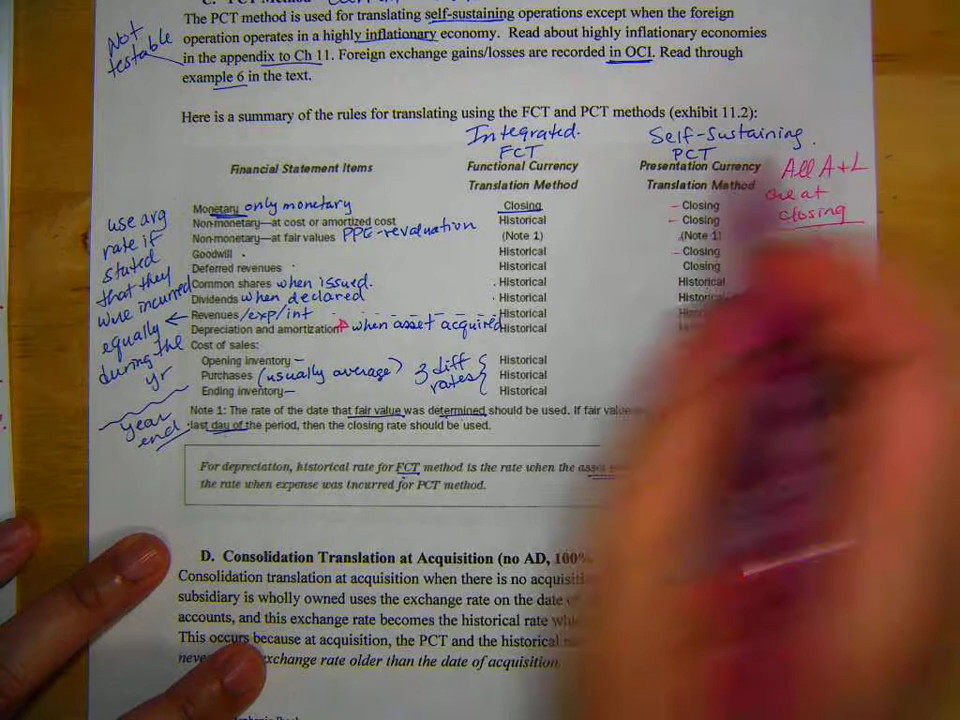 The PCT method is used for translating self-sustaining operations except when the foreign
operation operates in a highly inflationary economy. Read about highly inflationary economies
in the appendix to Ch 11. Foreign exchange gains/losses are recorded in OCI. Read through
example 6 in the text.
Not
testable
Here is a summary of the rules for translating using the FCT and PCT methods (exhibit 11.2):
Integrated. Self-Sustaining.
FCT PCT
Financial Statement Items Functional Currency Presentation Currency
Translation Method Translation Method
All A+L
are at
closing
Monetary only monetary Closing – Closing
Non-monetary—at cost or amortized cost Historical – Closing
Non-monetary—at fair values PPE-revaluation (Note 1) (Note 1)
Goodwill Historical – Closing
Deferred revenues Historical Closing
Common shares when issued. Historical Historical
Dividends when declared Historical Historical
Revenues /exp/int Historical
Depreciation and amortization when asset acquired Historical
Cost of sales:
Opening inventory – Historical
Purchases (usually average) 3 diff rates Historical
Ending inventory – Historical
use avg
rate if
stated
that they
were incurred
equally
during the
yr
year
end
Note 1: The rate of the date that fair value was determined should be used. If fair
last day of the period, then the closing rate should be used.
For depreciation, historical rate for FCT method is the rate when the asset
the rate when expense was incurred for PCT method.
D. Consolidation Translation at Acquisition (no AD, 100%
Consolidation translation at acquisition when there is no
subsidiary is wholly owned uses the exchange rate on the date
accounts, and this exchange rate becomes the historical rate
This occurs because at acquisition, the PCT and the historical
exchange rate older than the date of acquisition.